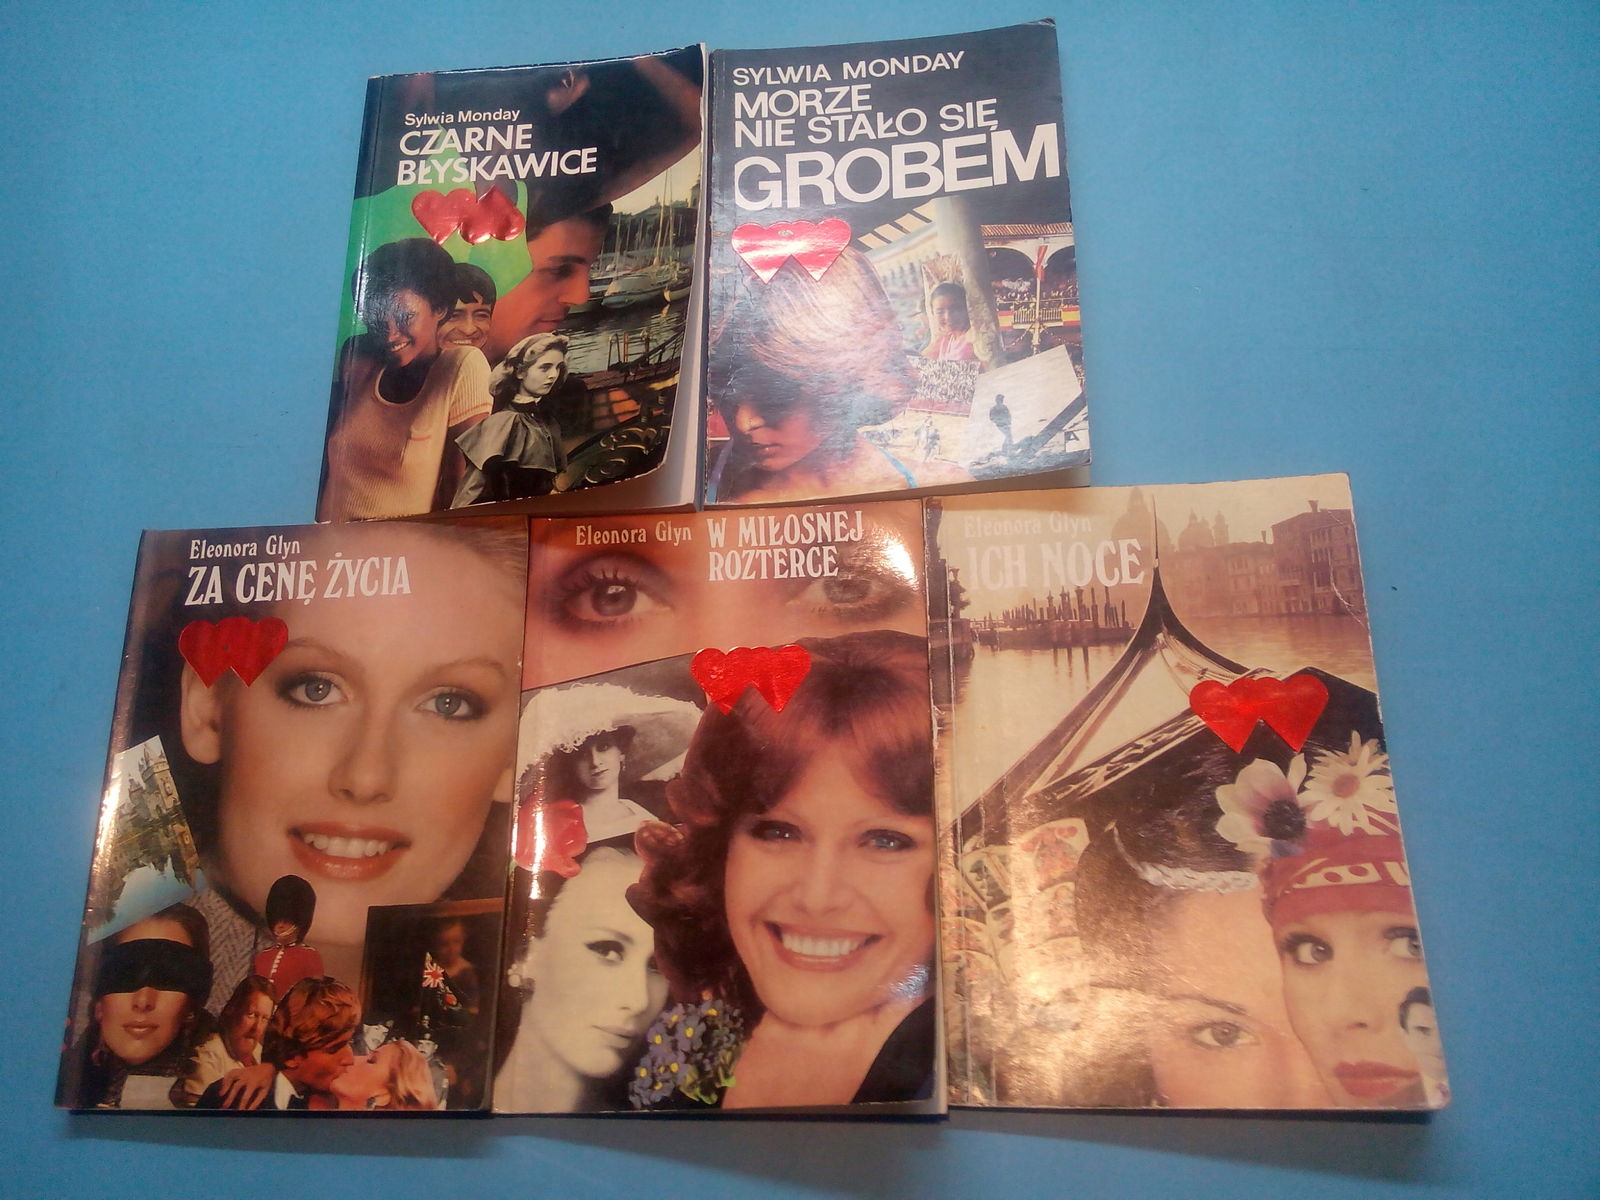 Sylwia Monday
CZARNE
BŁYSKAWICE
SYLWIA MONDAY
MORZE
NIE STAŁO SIĘ
GROBEM
Eleonora Glyn
ZA CENĘ ŻYCIA
Eleonora Glyn
W MIŁOSNEJ
ROZTERCE
Eleonora Glyn
ICH NOCE